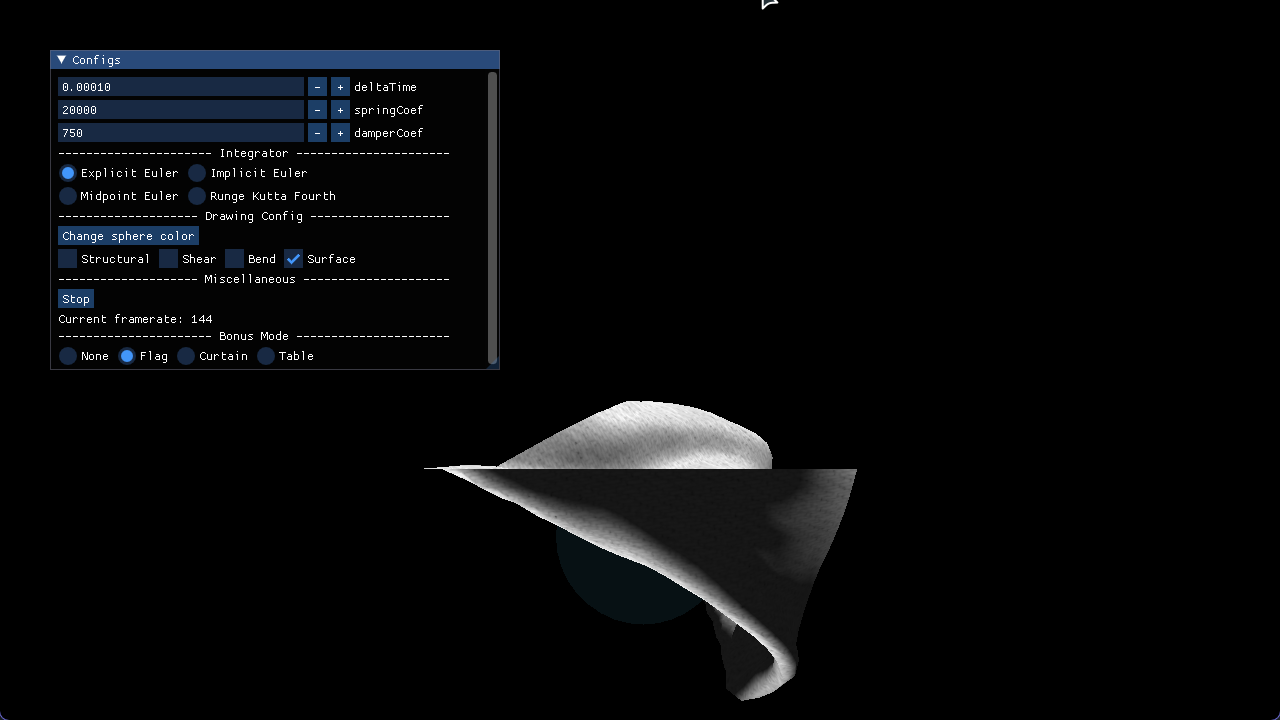 Configs
0.00010 - + deltaTime
20000 - + springCoef
750 - + damperCoef
---------------------- Integrator ----------------------
Explicit Euler Implicit Euler
Midpoint Euler Runge Kutta Fourth
-------------------- Drawing Config --------------------
Change sphere color
Structural Shear Bend Surface
-------------------- Miscellaneous ---------------------
Stop
Current framerate: 144
---------------------- Bonus Mode ----------------------
None Flag Curtain Table